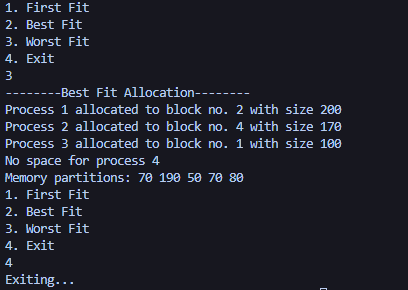 1. First Fit
2. Best Fit
3. Worst Fit
4. Exit
3
--------Best Fit Allocation--------
Process 1 allocated to block no. 2 with size 200
Process 2 allocated to block no. 4 with size 170
Process 3 allocated to block no. 1 with size 100
No space for process 4
Memory partitions: 70 190 50 70 80
1. First Fit
2. Best Fit
3. Worst Fit
4. Exit
4
Exiting...